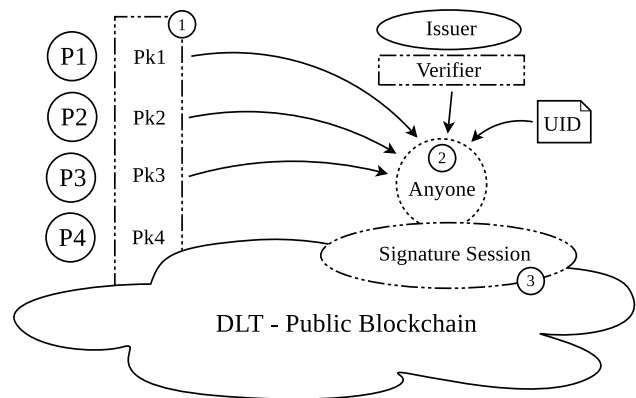 1
Issuer
P1
Pk1
Verifier
P2
Pk2
UID
2
P3
Pk3
Anyone
P4
Pk4
Signature Session
3
DLT - Public Blockchain